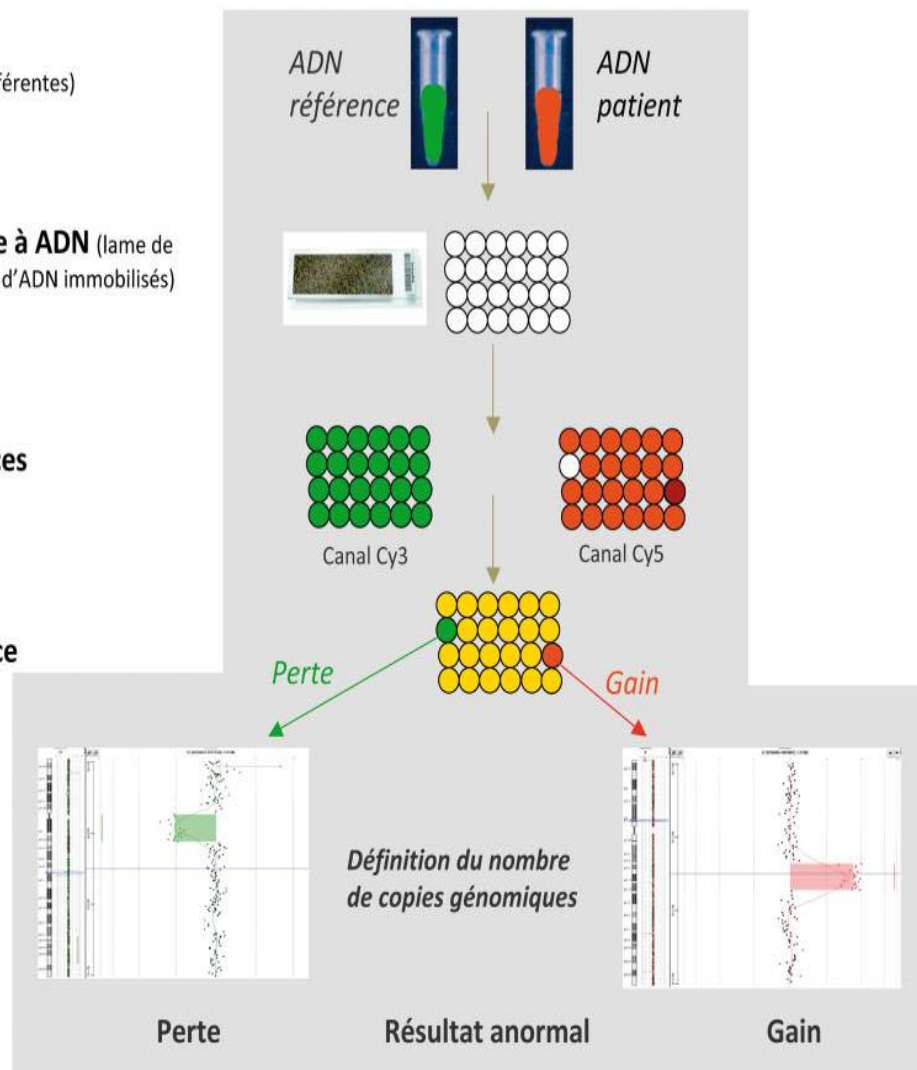 ADN
référence
ADN
patient
férentes)
e à ADN (lame de
d'ADN immobilisés)
ces
Canal Cy3
Canal Cy5
ce
Perte
Gain
Définition du nombre
de copies génomiques
Perte
Résultat anormal
Gain